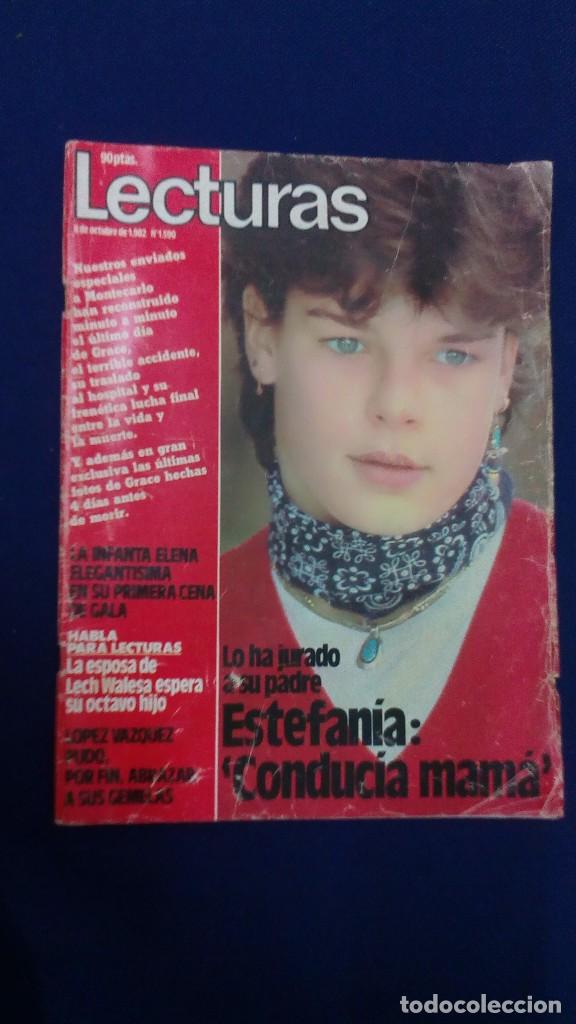 90 ptas.
Lecturas
8 de octubre de 1.982 N.º 1.590
Nuestros enviados
especiales
a Montecarlo
han reconstruido
minuto a minuto
el último día
de Grace,
el terrible accidente,
su traslado
al hospital y su
frenética lucha final
entre la vida y
la muerte.
Y además en gran
exclusiva las últimas
fotos de Grace hechas
4 días antes
de morir.
LA INFANTA ELENA
ELEGANTISIMA
EN SU PRIMERA CENA
DE GALA
HABLA
PARA LECTURAS
La esposa de
Lech Walesa espera
su octavo hijo
LOPEZ VAZQUEZ
PUDO,
POR FIN, ABRAZAR
A SUS GEMELAS
Lo ha jurado
a su padre
Estefanía:
‘Conducía mamá’
todocoleccion.net